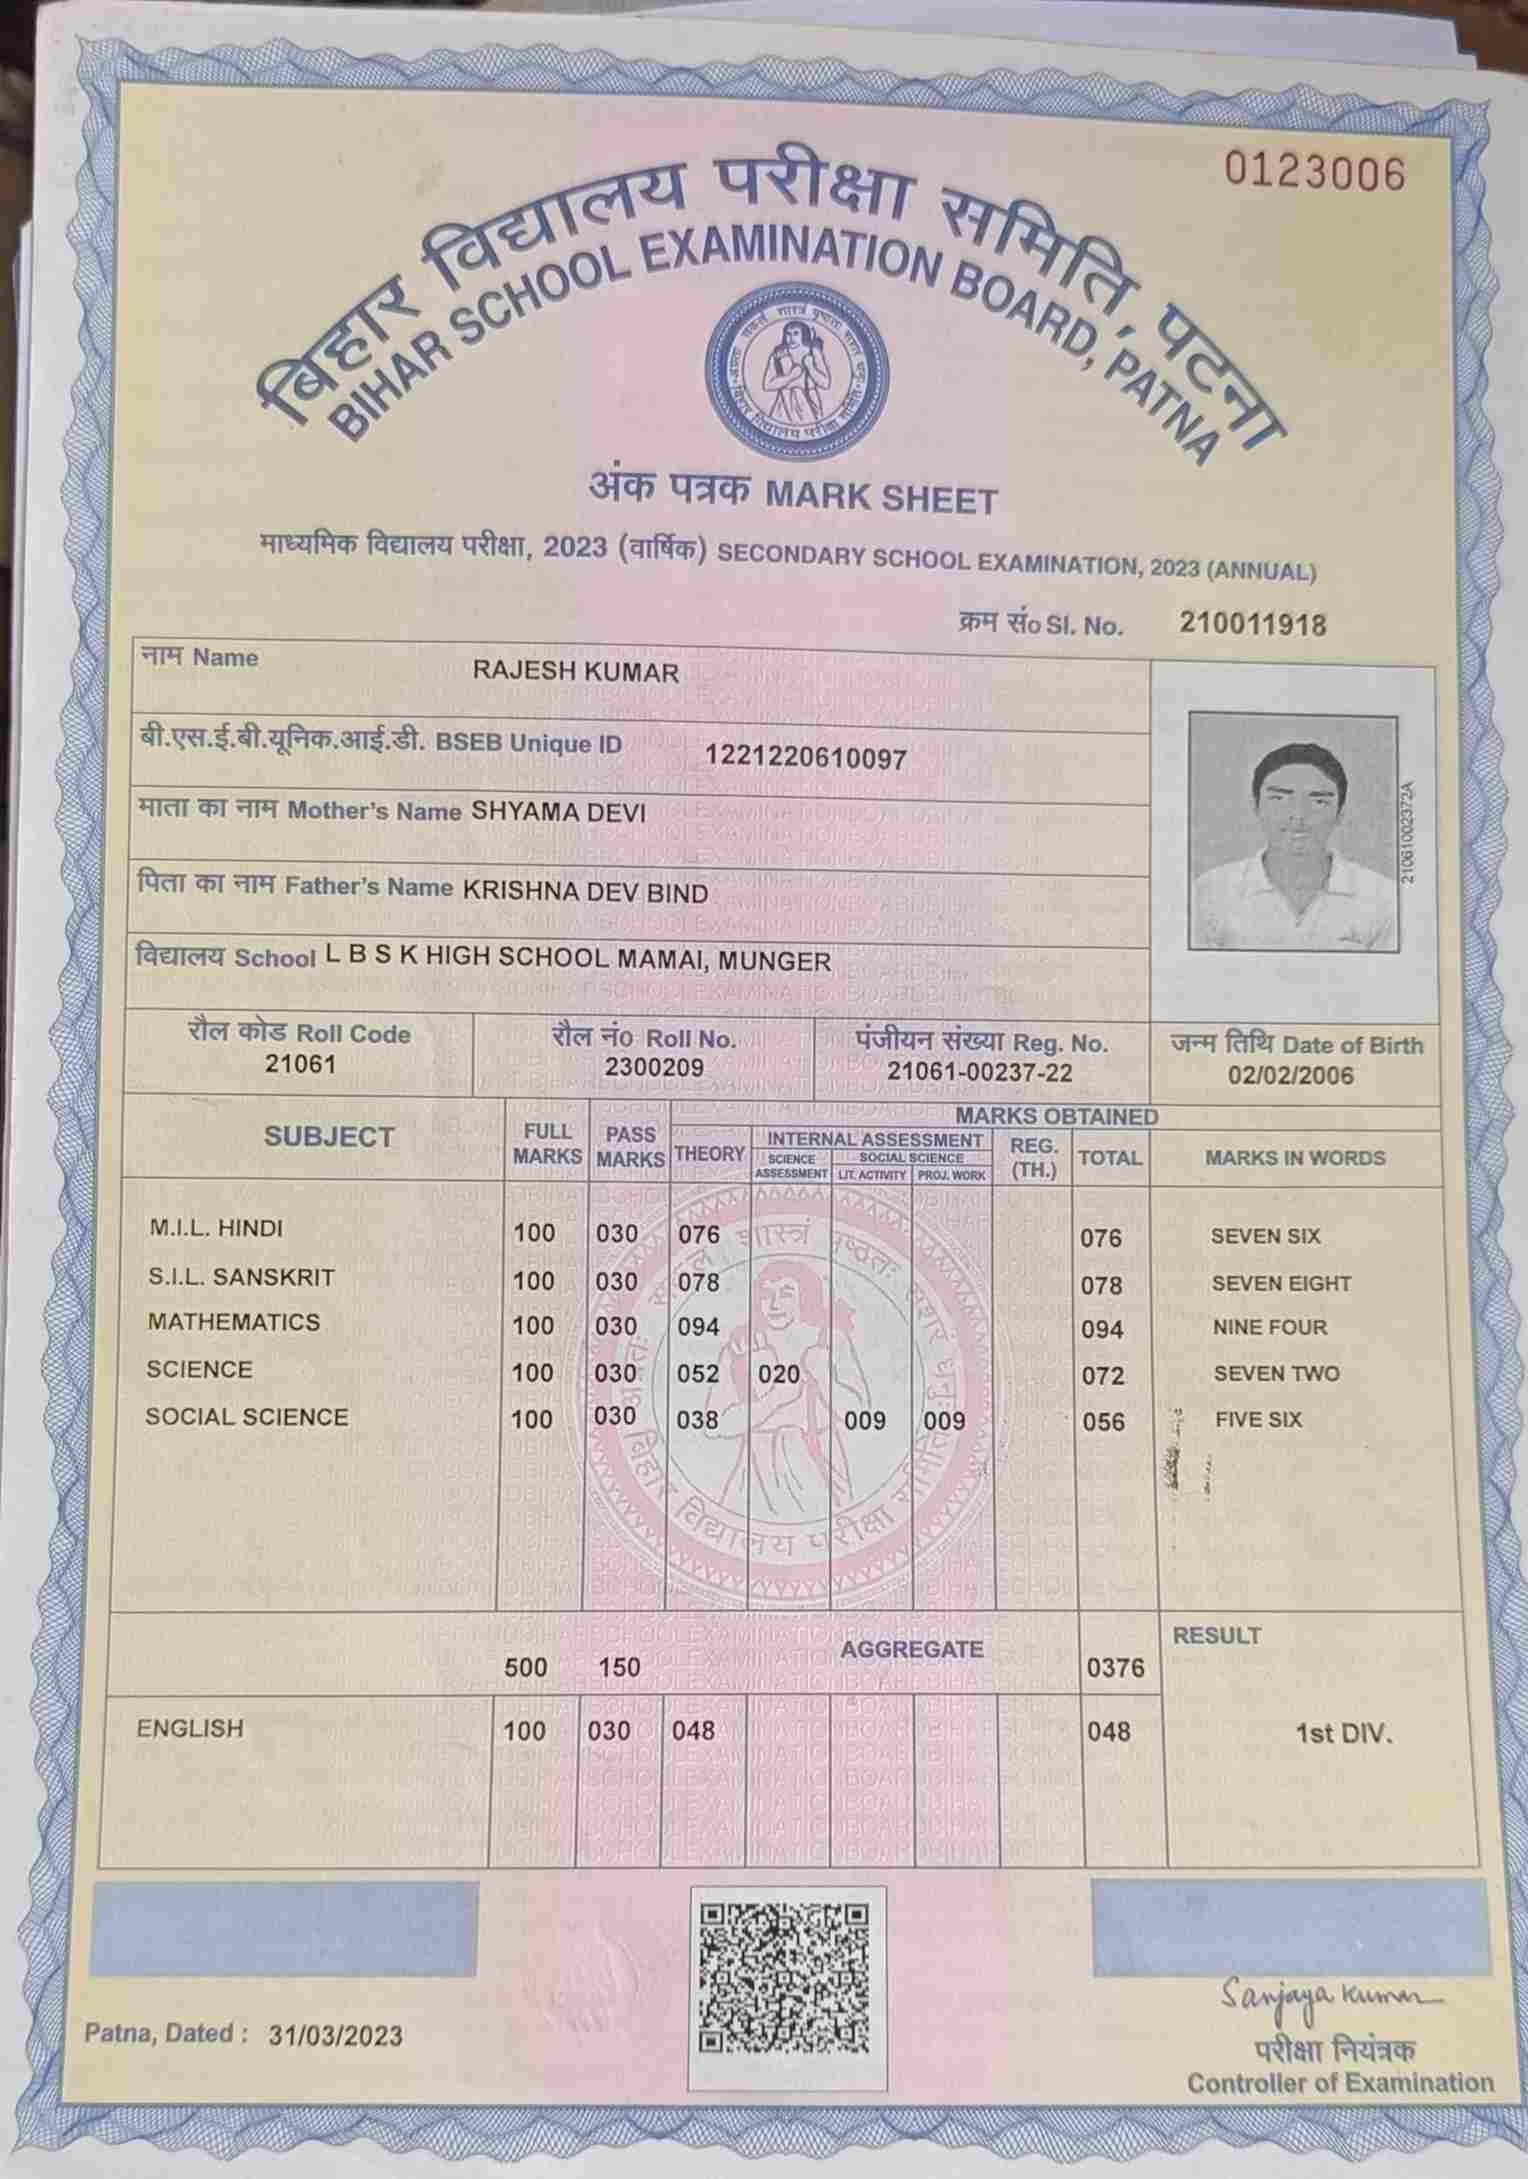 0123006
बिहार विद्यालय परीक्षा समिति, पटना
BIHAR SCHOOL EXAMINATION BOARD, PATNA
अंक पत्रक MARK SHEET
माध्यमिक विद्यालय परीक्षा, 2023 (वार्षिक) SECONDARY SCHOOL EXAMINATION, 2023 (ANNUAL)
क्रम सं० Sl. No. 210011918
नाम Name RAJESH KUMAR
बी.एस.ई.बी.यूनिक.आई.डी. BSEB Unique ID 1221220610097
माता का नाम Mother's Name SHYAMA DEVI
पिता का नाम Father's Name KRISHNA DEV BIND
विद्यालय School L B S K HIGH SCHOOL MAMAI, MUNGER
21061002372A
रौल कोड Roll Code रौल नं० Roll No. पंजीयन संख्या Reg. No. जन्म तिथि Date of Birth
21061 2300209 21061-00237-22 02/02/2006
MARKS OBTAINED
SUBJECT FULL MARKS PASS MARKS THEORY INTERNAL ASSESSMENT REG. (TH.) TOTAL MARKS IN WORDS
SCIENCE ASSESSMENT SOCIAL SCIENCE
LIT. ACTIVITY PROJ. WORK
M.I.L. HINDI 100 030 076 076 SEVEN SIX
S.I.L. SANSKRIT 100 030 078 078 SEVEN EIGHT
MATHEMATICS 100 030 094 094 NINE FOUR
SCIENCE 100 030 052 020 072 SEVEN TWO
SOCIAL SCIENCE 100 030 038 009 009 056 FIVE SIX
बिहार विद्यालय परीक्षा समिति
AGGREGATE RESULT
500 150 0376
ENGLISH 100 030 048 048 1st DIV.
Sanjaya Kumar
Patna, Dated : 31/03/2023
परीक्षा नियंत्रक
Controller of Examination